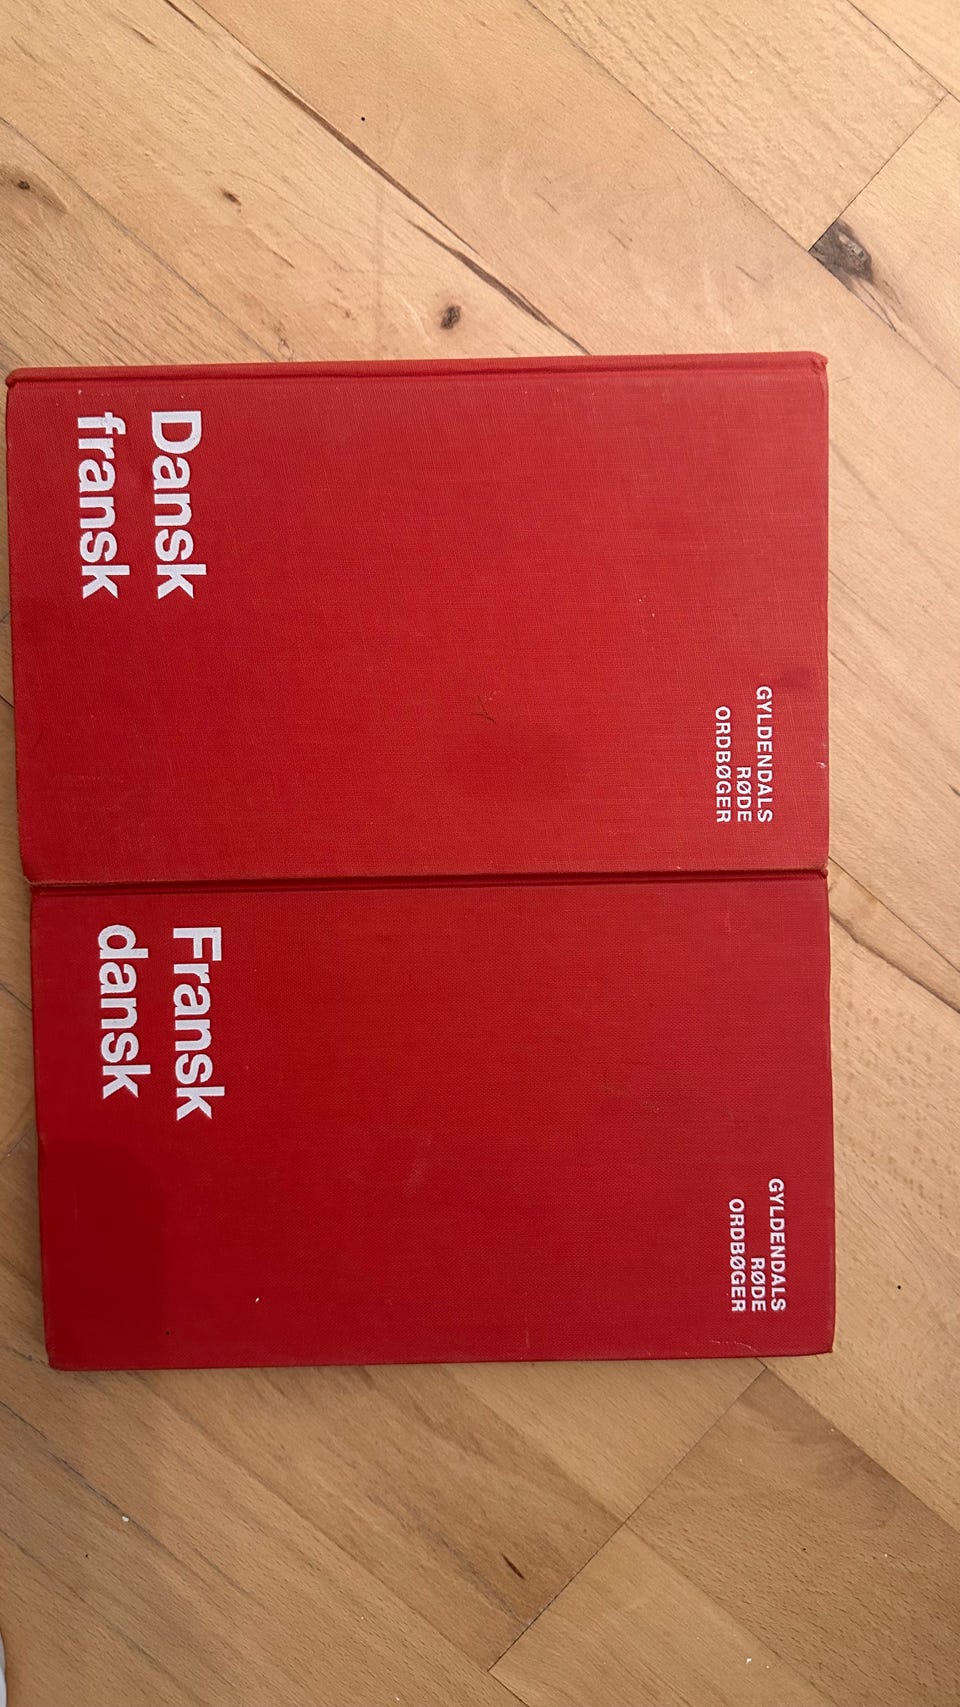 Dansk
fransk
GYLDENDALS
RØDE
ORDBØGER
Fransk
dansk
GYLDENDALS
RØDE
ORDBØGER